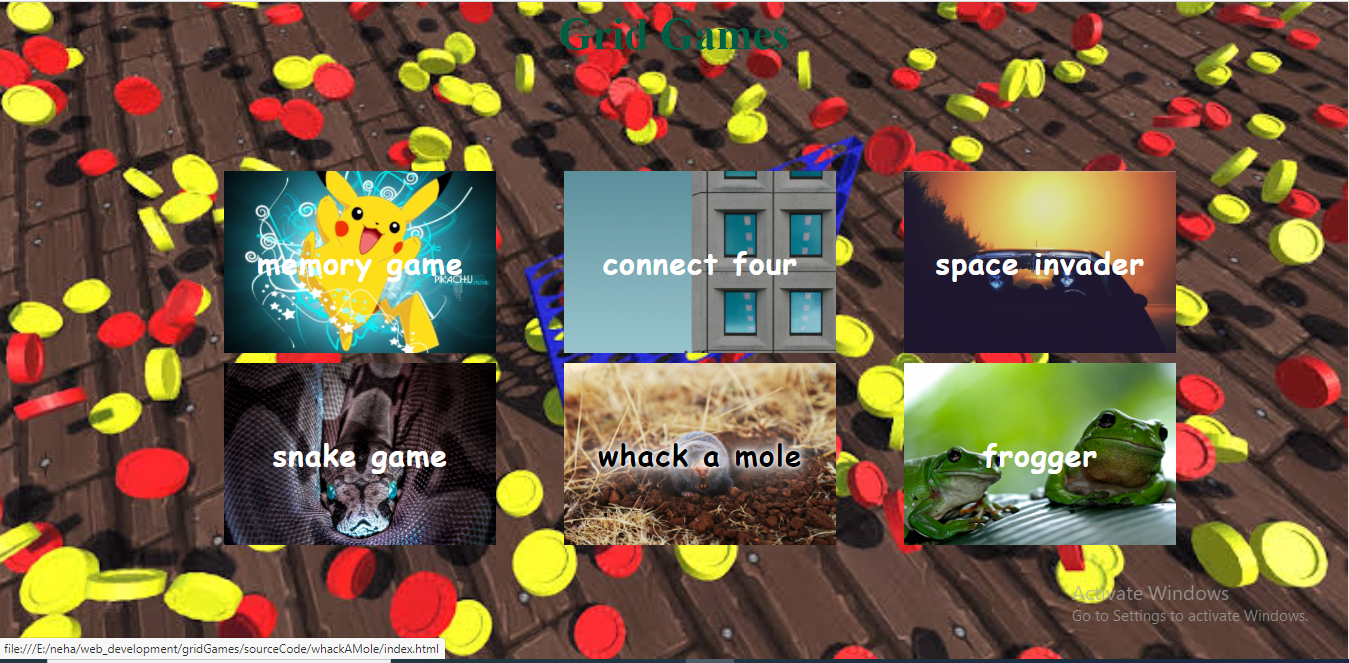 Grid Games
memory game
PIKACHU
connect four
space invader
snake game
whack a mole
frogger
Activate Windows
Go to Settings to activate Windows.
file:///E:/neha/web_development/gridGames/sourceCode/whackAMole/index.html